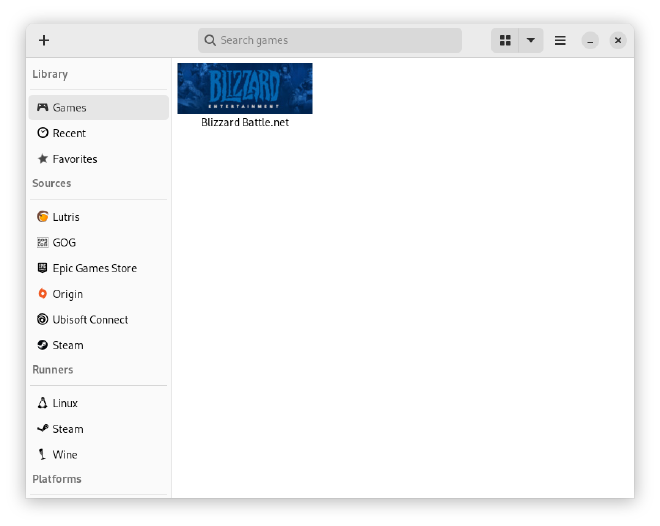 Search games
Library
Games
Recent
Favorites
Sources
Lutris
GOG
Epic Games Store
Origin
Ubisoft Connect
Steam
Runners
Linux
Steam
Wine
Platforms
BLIZZARD
ENTERTAINMENT
Blizzard Battle.net